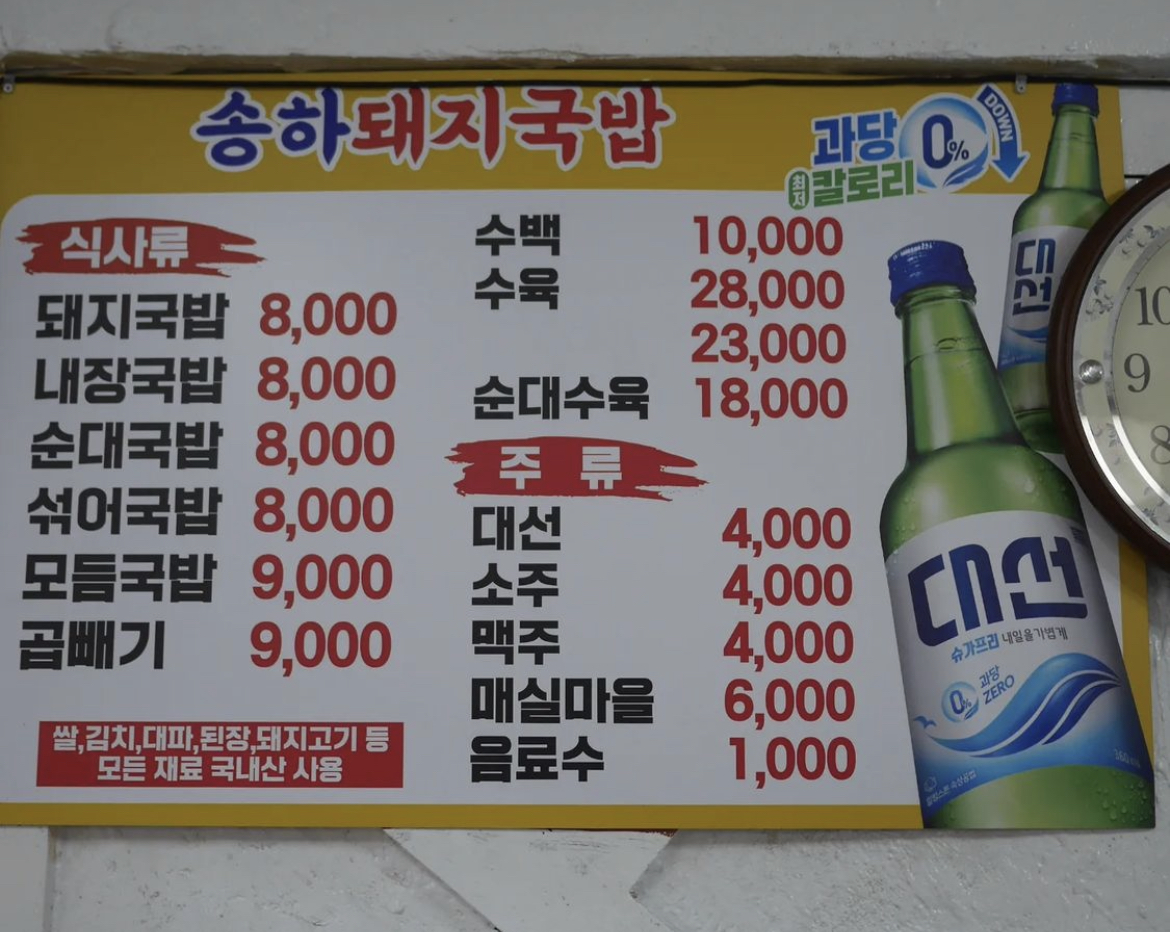 송하돼지국밥
과당 0% DOWN
최저 칼로리
식사류
돼지국밥 8,000
내장국밥 8,000
순대국밥 8,000
섞어국밥 8,000
모듬국밥 9,000
곱빼기 9,000
쌀,김치,대파,된장,돼지고기 등
모든 재료 국내산 사용
수백 10,000
수육 28,000
23,000
순대수육 18,000
주 류
대선 4,000
소주 4,000
맥주 4,000
매실마을 6,000
음료수 1,000
대선
대선
슈가프리 내일을가볍게
0% 과당
ZERO
10
9
8